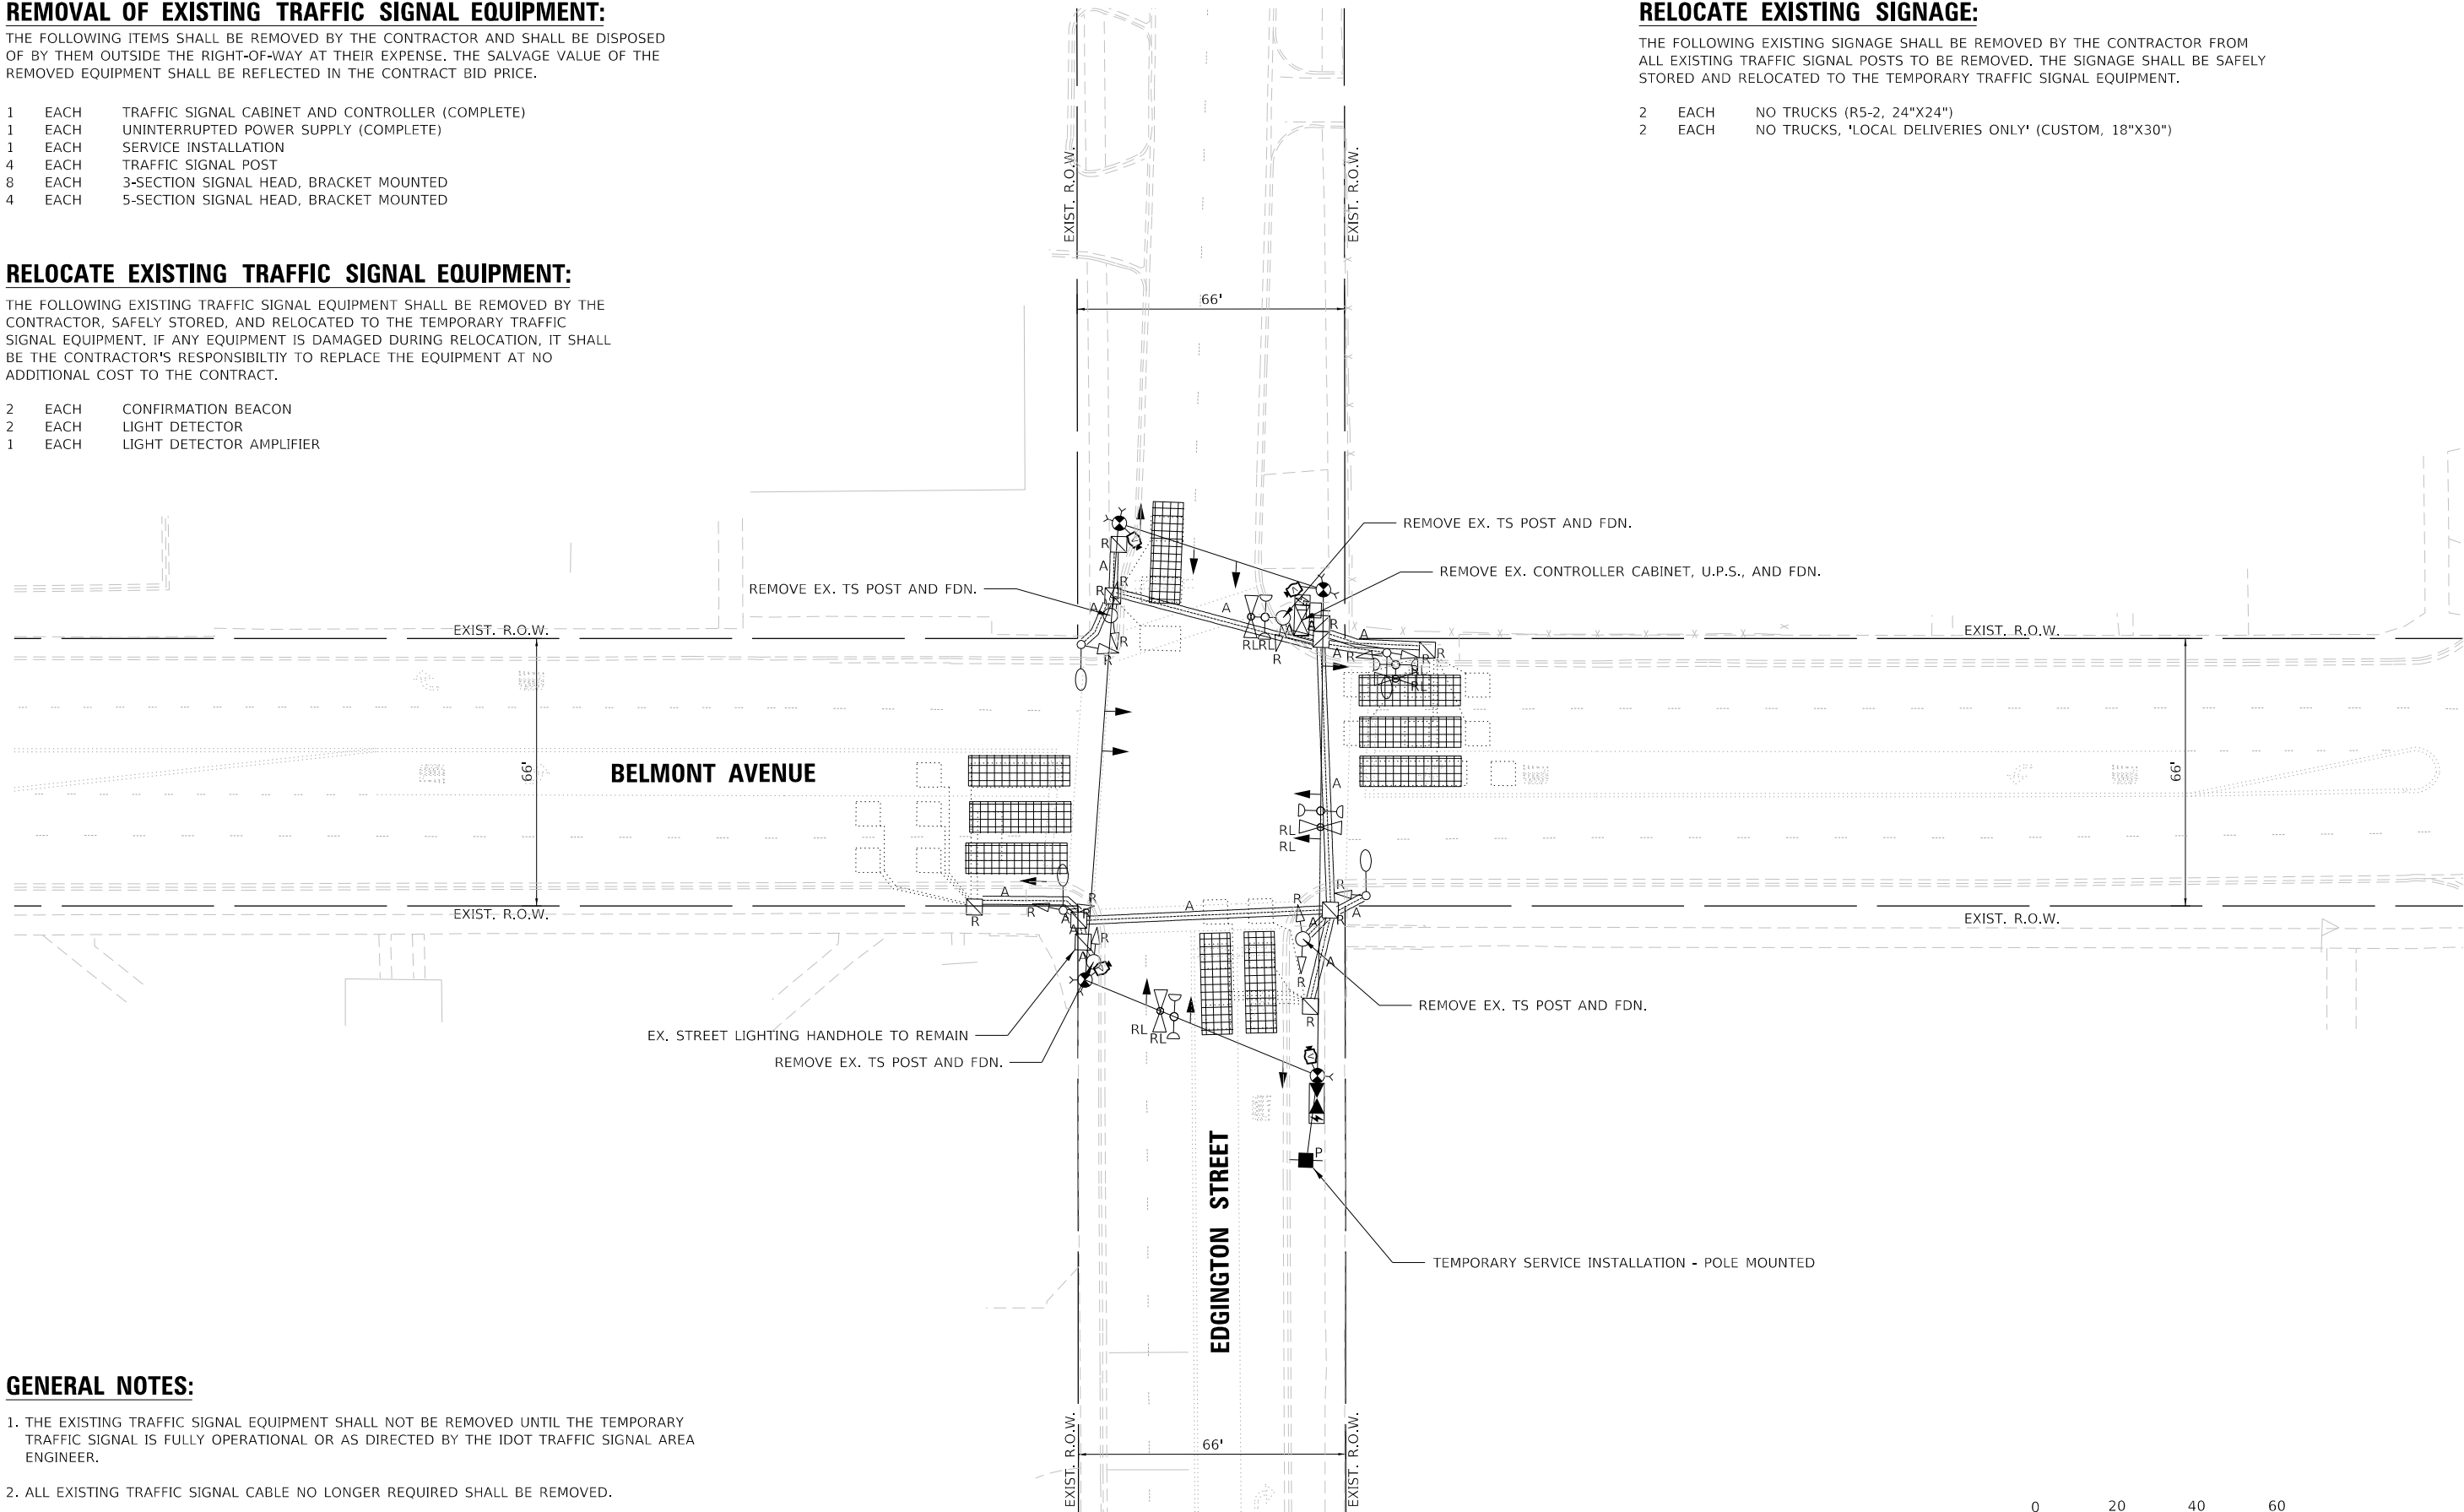 REMOVAL OF EXISTING TRAFFIC SIGNAL EQUIPMENT:
THE FOLLOWING ITEMS SHALL BE REMOVED BY THE CONTRACTOR AND SHALL BE DISPOSED
OF BY THEM OUTSIDE THE RIGHT-OF-WAY AT THEIR EXPENSE. THE SALVAGE VALUE OF THE
REMOVED EQUIPMENT SHALL BE REFLECTED IN THE CONTRACT BID PRICE.
1 EACH TRAFFIC SIGNAL CABINET AND CONTROLLER (COMPLETE)
1 EACH UNINTERRUPTED POWER SUPPLY (COMPLETE)
1 EACH SERVICE INSTALLATION
4 EACH TRAFFIC SIGNAL POST
8 EACH 3-SECTION SIGNAL HEAD, BRACKET MOUNTED
4 EACH 5-SECTION SIGNAL HEAD, BRACKET MOUNTED
RELOCATE EXISTING TRAFFIC SIGNAL EQUIPMENT:
THE FOLLOWING EXISTING TRAFFIC SIGNAL EQUIPMENT SHALL BE REMOVED BY THE
CONTRACTOR, SAFELY STORED, AND RELOCATED TO THE TEMPORARY TRAFFIC
SIGNAL EQUIPMENT. IF ANY EQUIPMENT IS DAMAGED DURING RELOCATION, IT SHALL
BE THE CONTRACTOR'S RESPONSIBILTIY TO REPLACE THE EQUIPMENT AT NO
ADDITIONAL COST TO THE CONTRACT.
2 EACH CONFIRMATION BEACON
2 EACH LIGHT DETECTOR
1 EACH LIGHT DETECTOR AMPLIFIER
RELOCATE EXISTING SIGNAGE:
THE FOLLOWING EXISTING SIGNAGE SHALL BE REMOVED BY THE CONTRACTOR FROM
ALL EXISTING TRAFFIC SIGNAL POSTS TO BE REMOVED. THE SIGNAGE SHALL BE SAFELY
STORED AND RELOCATED TO THE TEMPORARY TRAFFIC SIGNAL EQUIPMENT.
2 EACH NO TRUCKS (R5-2, 24"X24")
2 EACH NO TRUCKS, 'LOCAL DELIVERIES ONLY' (CUSTOM, 18"X30")
EXIST. R.O.W.
EXIST. R.O.W.
66'
REMOVE EX. TS POST AND FDN.
REMOVE EX. CONTROLLER CABINET, U.P.S., AND FDN.
REMOVE EX. TS POST AND FDN.
EXIST. R.O.W.
EXIST. R.O.W.
R
A
R
R
A
R
R
A
RL
RL
R
A
R
A
A
R
R
R
RL
66'
BELMONT AVENUE
66'
A
RL
RL
EXIST. R.O.W.
EXIST. R.O.W.
A
R
R
R
A
R
A
A
R
R
A
R
A
R
A
R
R
RL
RL
EX. STREET LIGHTING HANDHOLE TO REMAIN
REMOVE EX. TS POST AND FDN.
REMOVE EX. TS POST AND FDN.
P
TEMPORARY SERVICE INSTALLATION - POLE MOUNTED
EDGINGTON STREET
EXIST. R.O.W.
EXIST. R.O.W.
66'
GENERAL NOTES:
1. THE EXISTING TRAFFIC SIGNAL EQUIPMENT SHALL NOT BE REMOVED UNTIL THE TEMPORARY
TRAFFIC SIGNAL IS FULLY OPERATIONAL OR AS DIRECTED BY THE IDOT TRAFFIC SIGNAL AREA
ENGINEER.
2. ALL EXISTING TRAFFIC SIGNAL CABLE NO LONGER REQUIRED SHALL BE REMOVED.
0 20 40 60